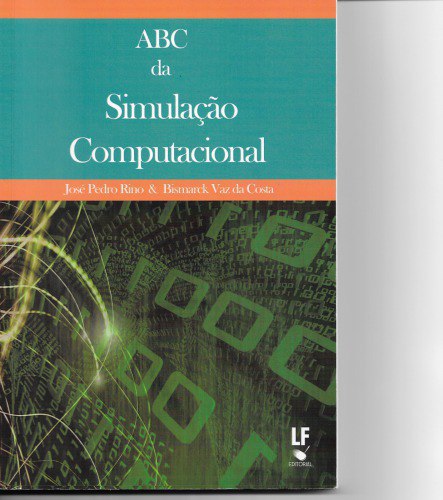 ABC
da
Simulação
Computacional
José Pedro Rino & Bismarck Vaz da Costa
LF
EDITORIAL